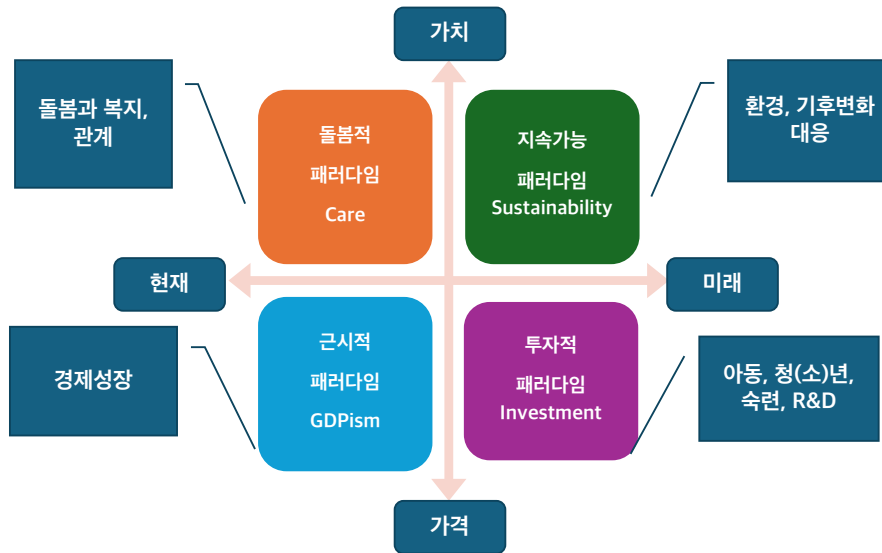 가치
돌봄과 복지,
관계
돌봄적
패러다임
Care
지속가능
패러다임
Sustainability
환경, 기후변화
대응
현재
미래
경제성장
근시적
패러다임
GDPism
투자적
패러다임
Investment
아동, 청(소)년,
숙련, R&D
가격